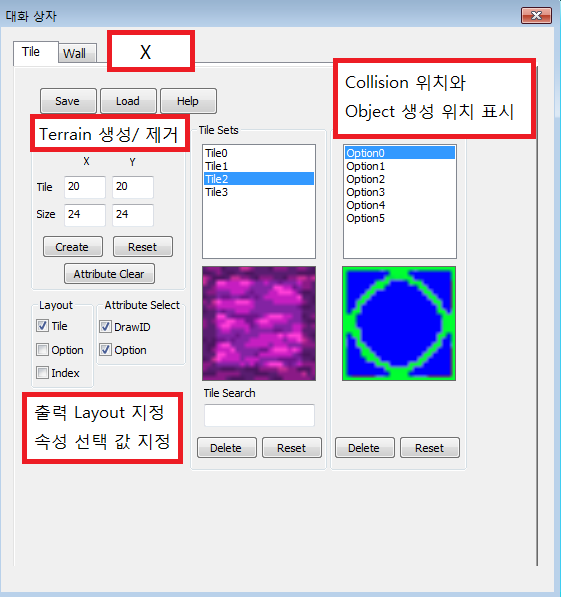 대화 상자
Tile
Wall
X
Save
Load
Help
Collision 위치와
Object 생성 위치 표시
Terrain 생성/ 제거
X Y
Tile 20 20
Size 24 24
Create
Reset
Attribute Clear
Layout
Tile
Option
Index
Attribute Select
DrawID
Option
출력 Layout 지정
속성 선택 값 지정
Tile Sets
Tile0
Tile1
Tile2
Tile3
Tile Search
Delete
Reset
Option0
Option1
Option2
Option3
Option4
Option5
Delete
Reset